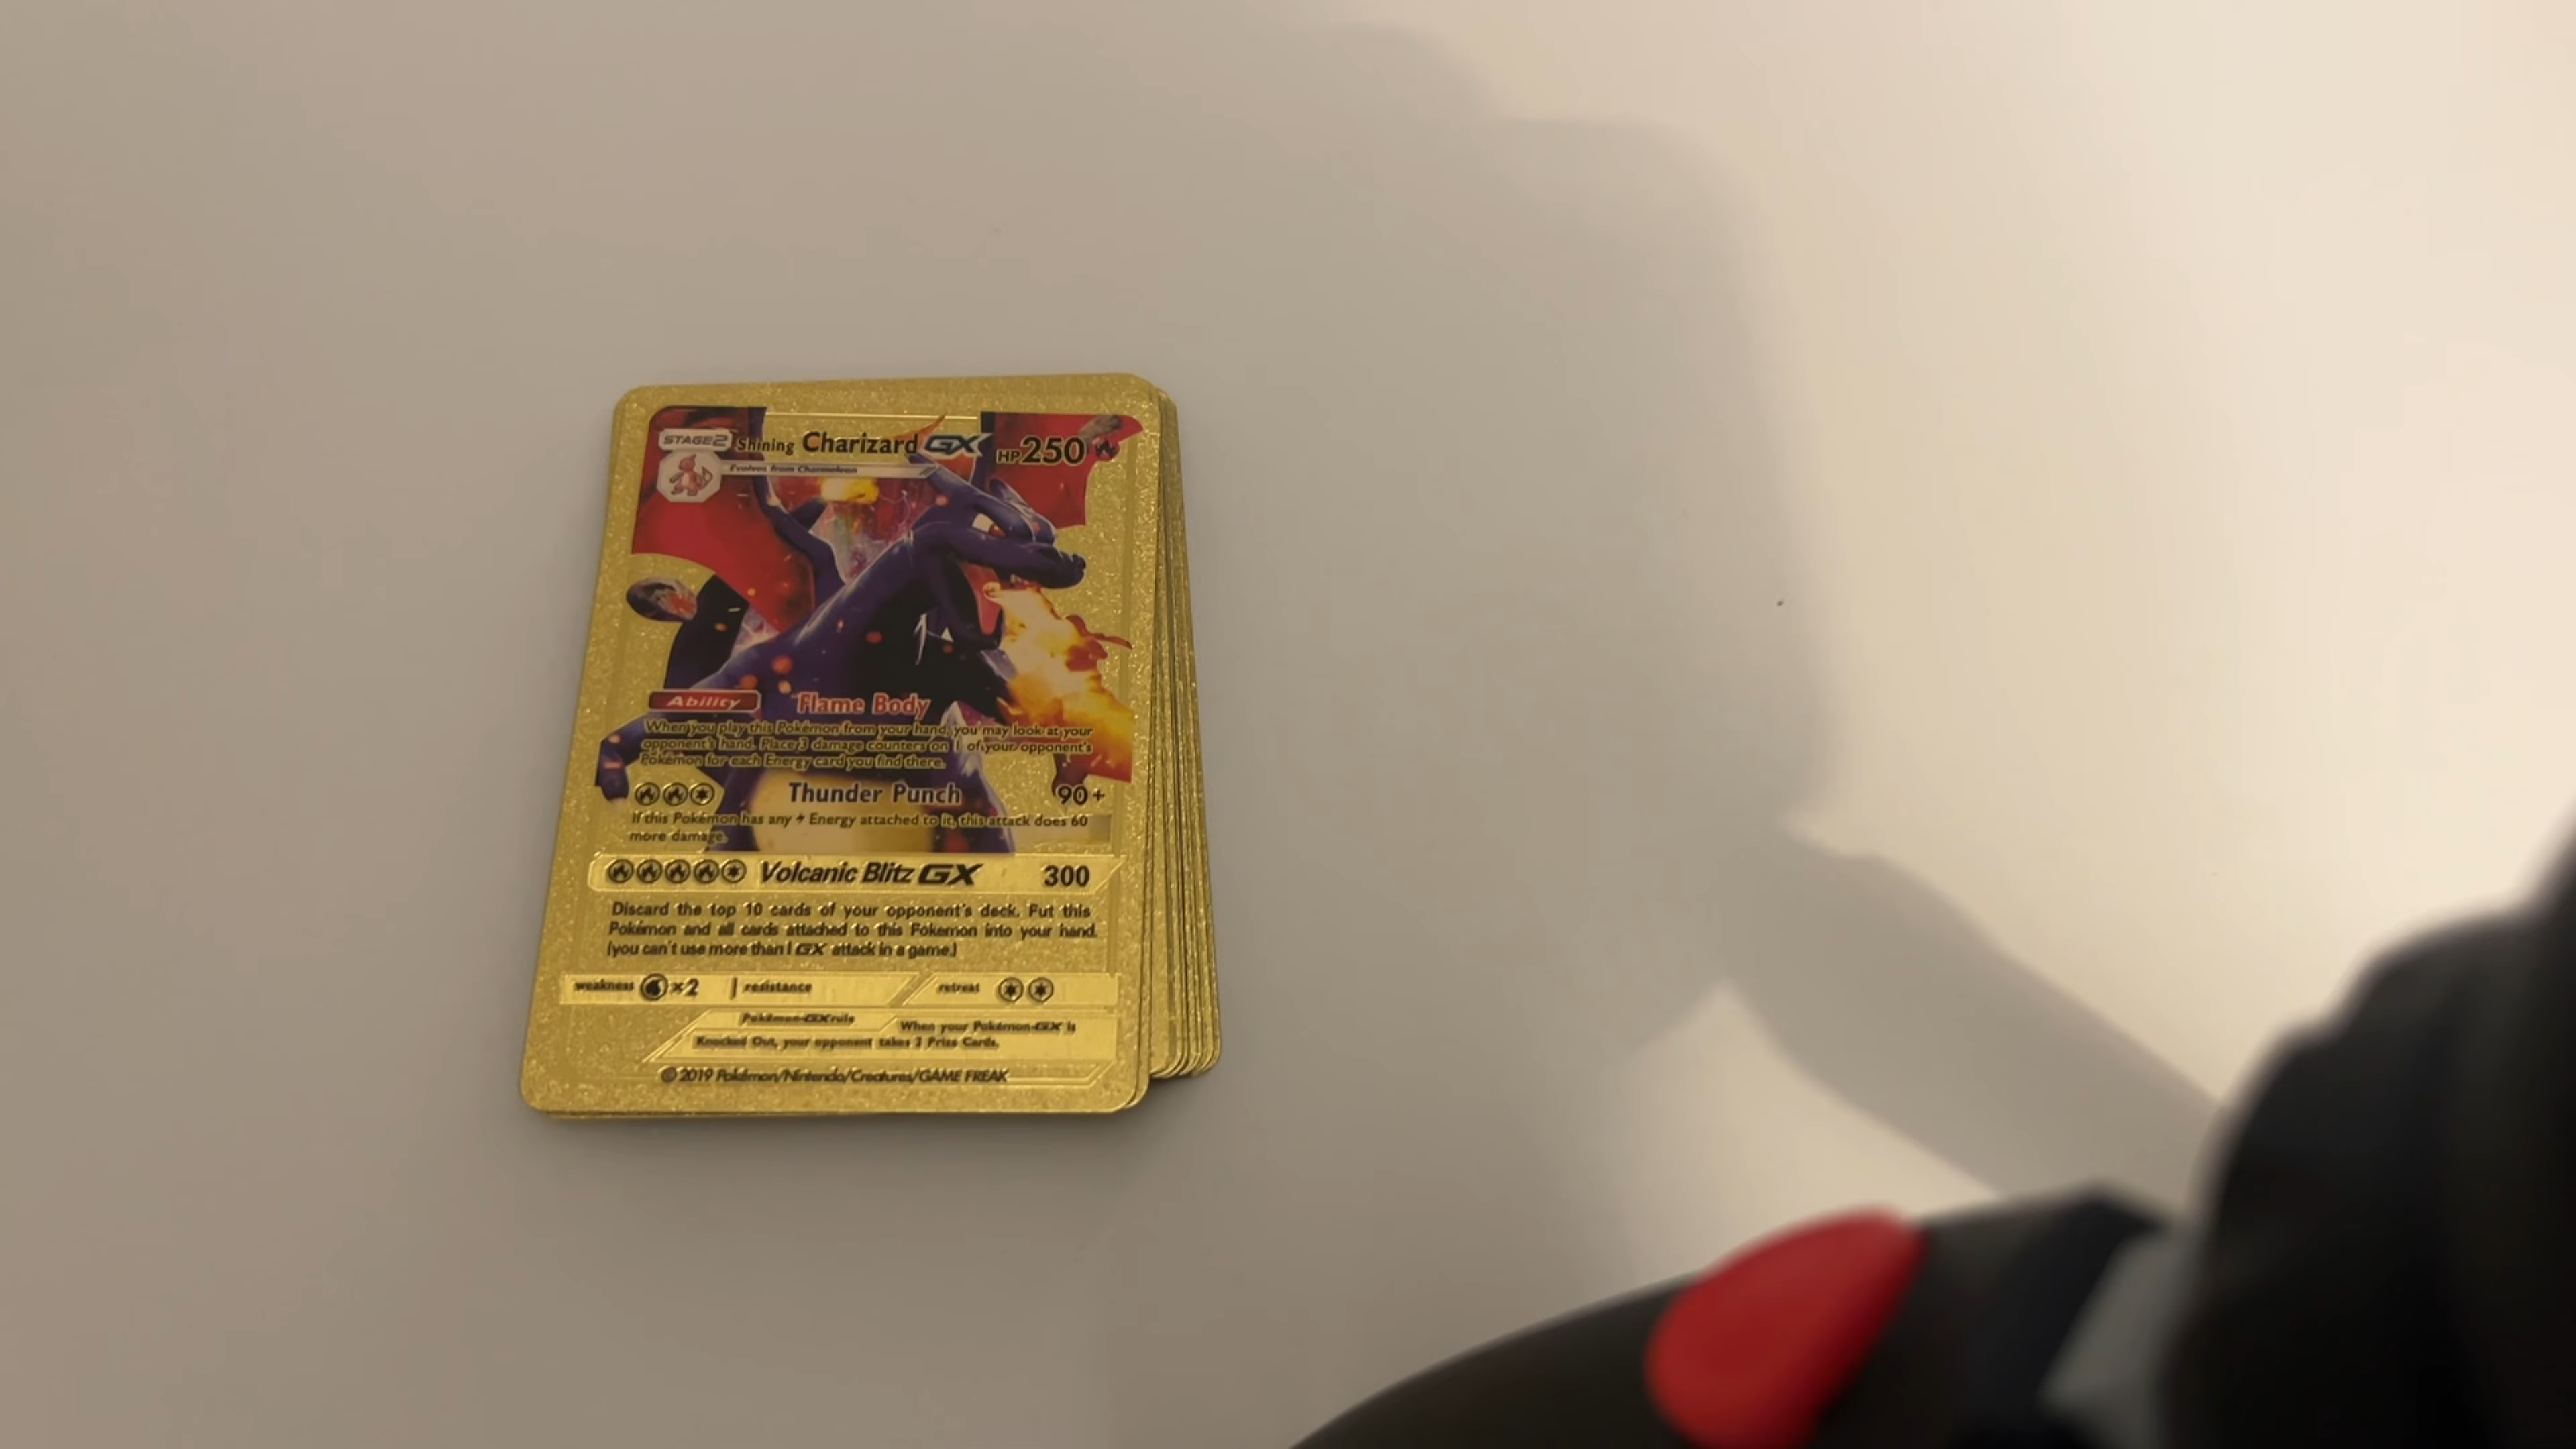 STAGE2 Shining Charizard GX HP250
Evolves from Charmeleon
Ability Flame Body
When you play this Pokémon from your hand, you may look at your
opponent's hand. Place 3 damage counters on 1 of your opponent's
Pokémon for each Energy card you find there.
Thunder Punch 90+
If this Pokémon has any Energy attached to it, this attack does 60
more damage.
Volcanic Blitz GX 300
Discard the top 10 cards of your opponent's deck. Put this
Pokémon and all cards attached to this Pokemon into your hand.
(you can't use more than 1 GX attack in a game.)
weakness ×2 resistance retreat
Pokémon-GX rule When your Pokémon-GX is
Knocked Out, your opponent takes 2 Prize Cards.
© 2019 Pokémon/Nintendo/Creatures/GAME FREAK